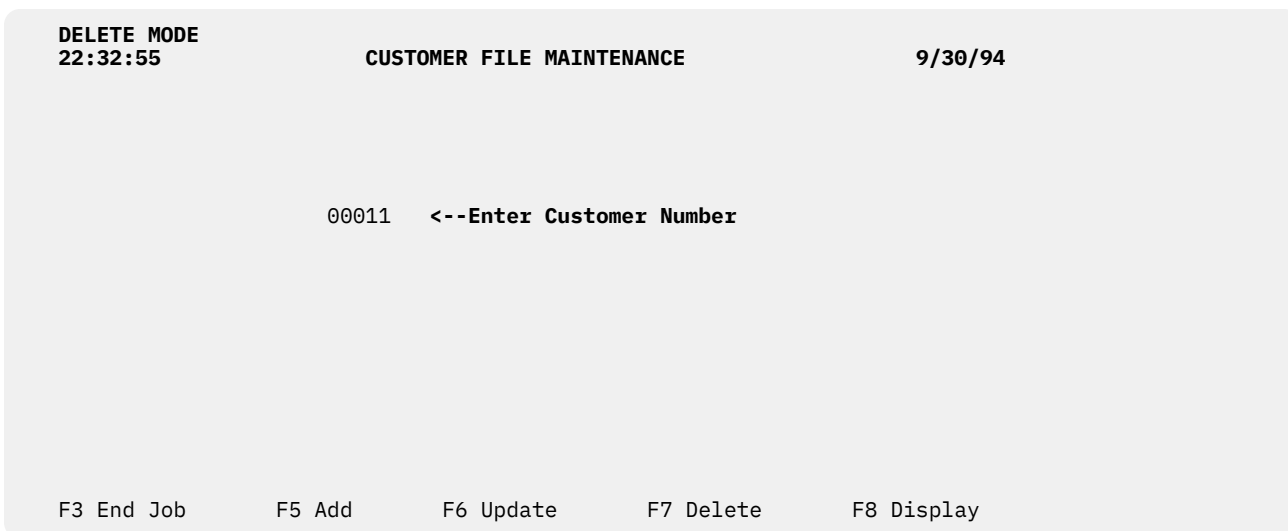 DELETE MODE
22:32:55 CUSTOMER FILE MAINTENANCE 9/30/94
00011 <--Enter Customer Number
F3 End Job F5 Add F6 Update F7 Delete F8 Display